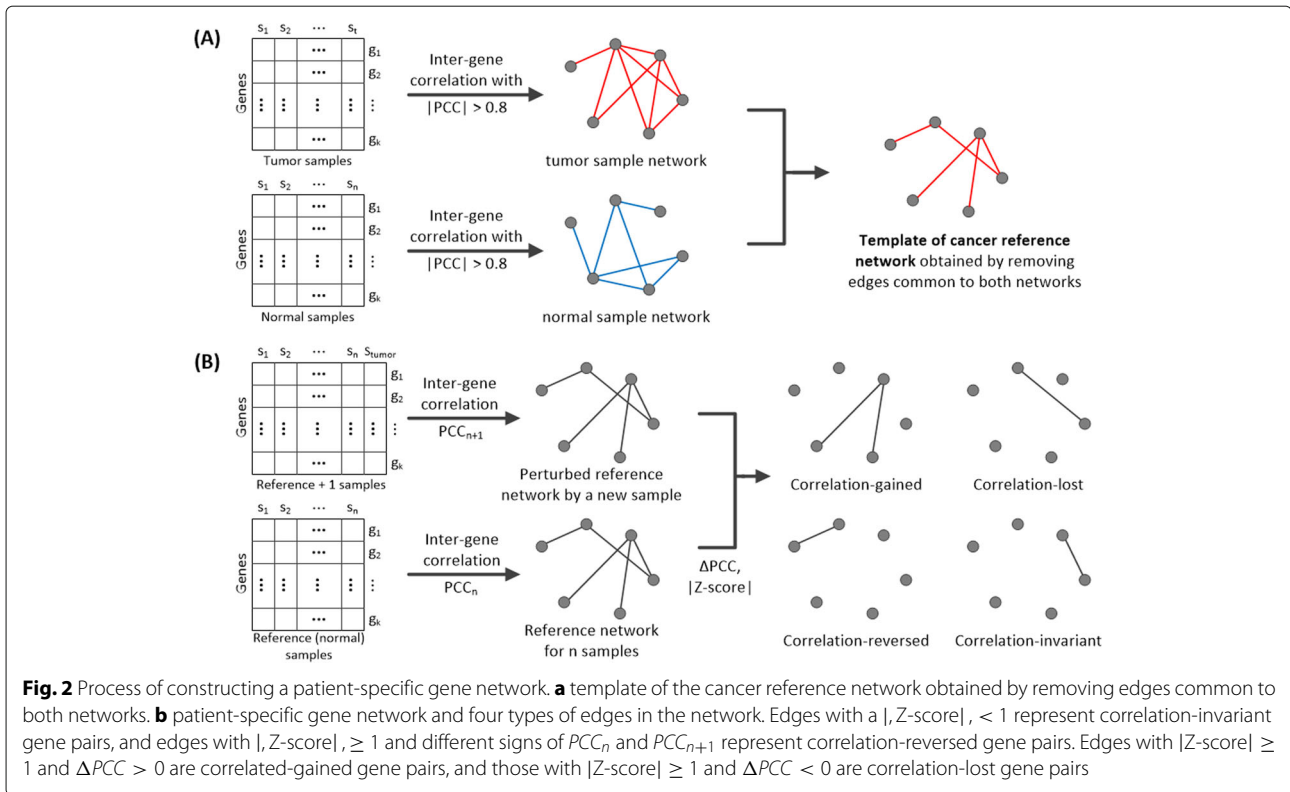 (A)
s1 s2 ... st
Genes
... g1
... g2
⋮ ⋮ ⋮ ⋮ ⋮
... gk
Tumor samples
Inter-gene
correlation with
|PCC| > 0.8
tumor sample network
s1 s2 ... sn
Genes
... g1
... g2
⋮ ⋮ ⋮ ⋮ ⋮
... gk
Normal samples
Inter-gene
correlation with
|PCC| > 0.8
normal sample network
Template of cancer reference
network obtained by removing
edges common to both networks
(B)
s1 s2 ... sn stumor
Genes
... g1
... g2
⋮ ⋮ ⋮ ⋮ ⋮ ⋮
... gk
Reference + 1 samples
Inter-gene
correlation
PCCn+1
Perturbed reference
network by a new sample
s1 s2 ... sn
Genes
... g1
... g2
⋮ ⋮ ⋮ ⋮ ⋮
... gk
Reference (normal)
samples
Inter-gene
correlation
PCCn
Reference network
for n samples
ΔPCC,
|Z-score|
Correlation-gained
Correlation-lost
Correlation-reversed
Correlation-invariant
Fig. 2 Process of constructing a patient-specific gene network. a template of the cancer reference network obtained by removing edges common to
both networks. b patient-specific gene network and four types of edges in the network. Edges with a |, Z-score| , < 1 represent correlation-invariant
gene pairs, and edges with |, Z-score| , ≥ 1 and different signs of PCCn and PCCn+1 represent correlation-reversed gene pairs. Edges with |Z-score| ≥
1 and ΔPCC > 0 are correlated-gained gene pairs, and those with |Z-score| ≥ 1 and ΔPCC < 0 are correlation-lost gene pairs